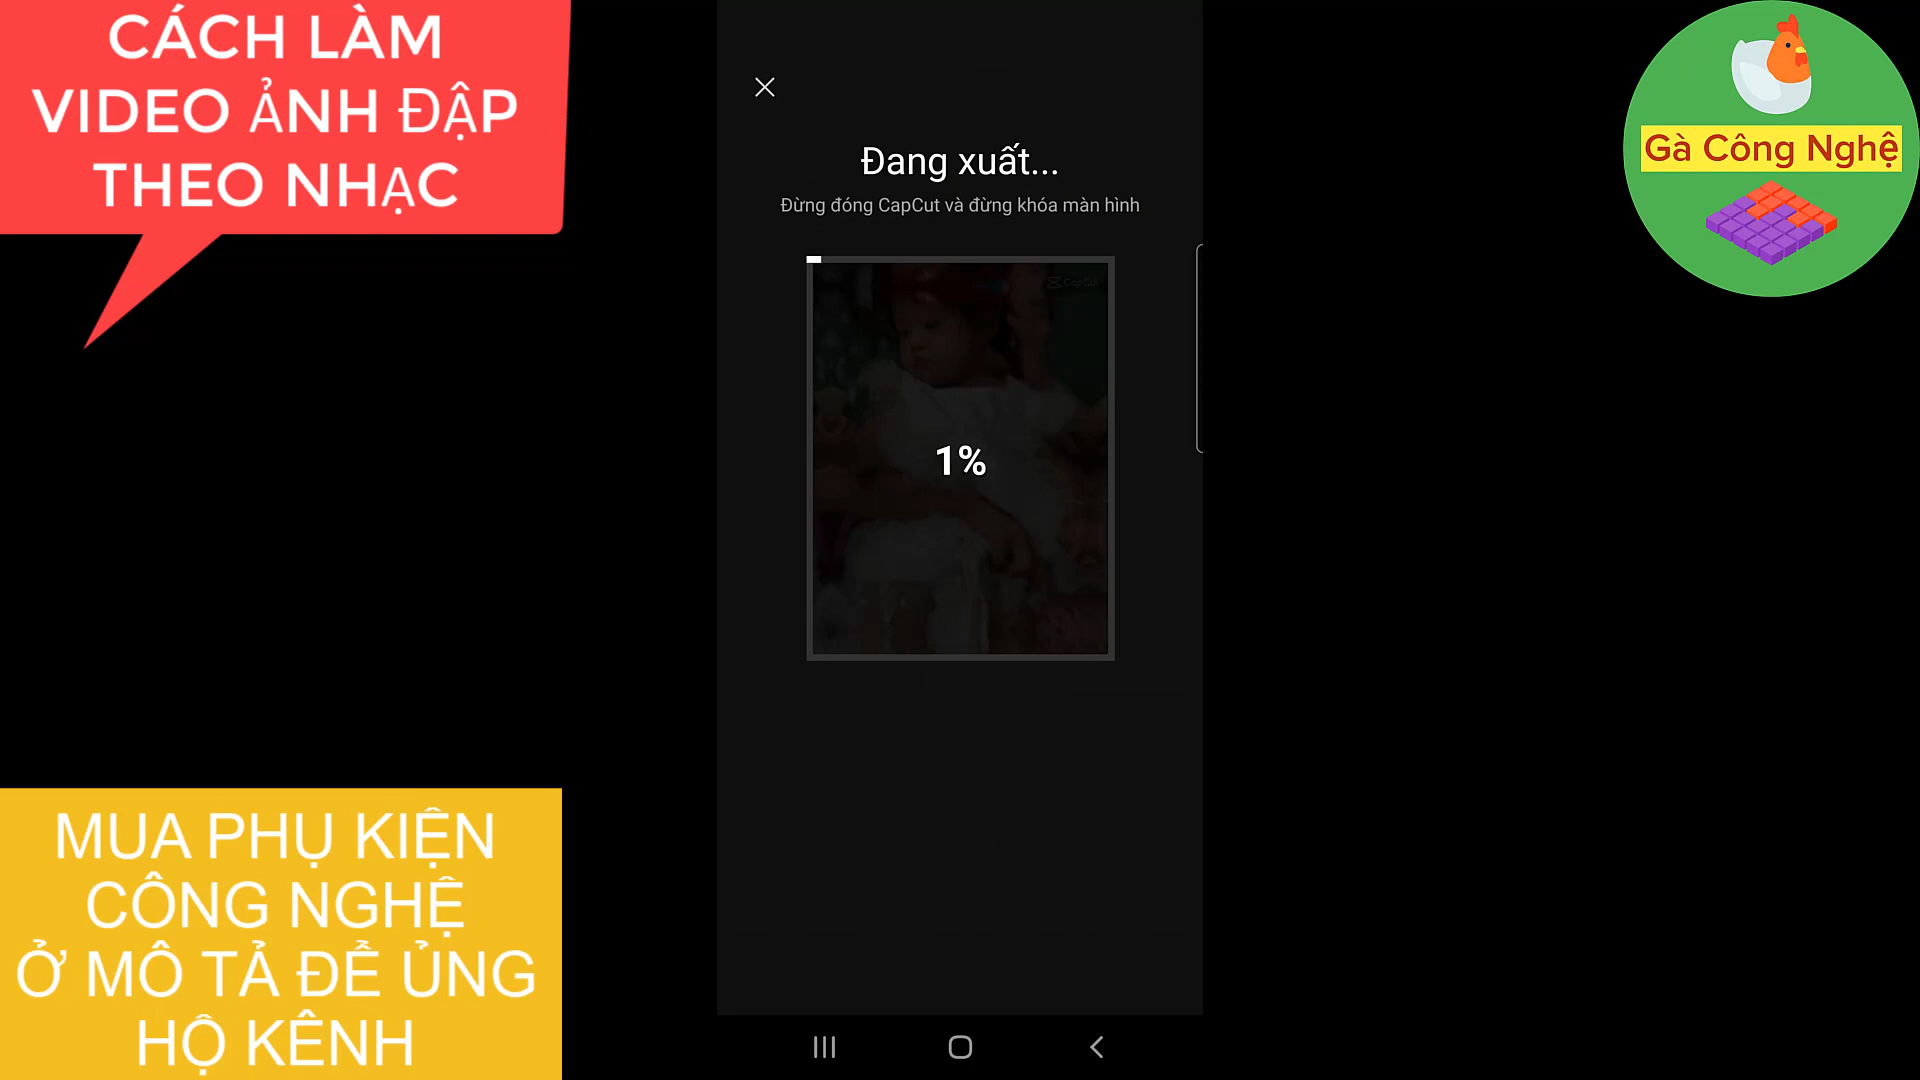 CÁCH LÀM
VIDEO ẢNH ĐẬP
THEO NHẠC
Gà Công Nghệ
Đang xuất...
Đừng đóng CapCut và đừng khóa màn hình
CapCut
1%
MUA PHỤ KIỆN
CÔNG NGHỆ
Ở MÔ TẢ ĐỂ ỦNG
HỘ KÊNH